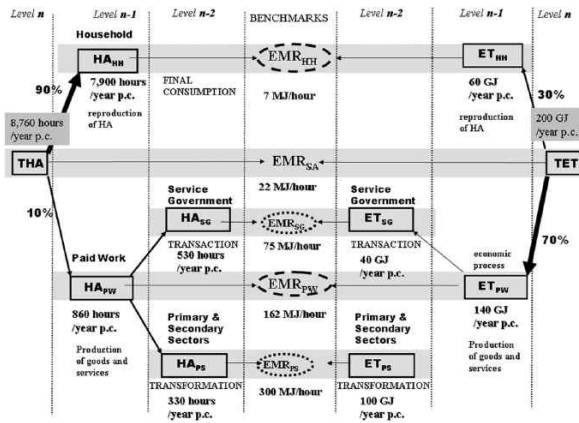 Level n Level n-1 Level n-2 BENCHMARKS Level n-2 Level n-1 Level n
Household
HA_HH EMR_HH ET_HH
90% 7,900 hours /year p.c. FINAL CONSUMPTION 7 MJ/hour 60 GJ /year p.c. 30%
reproduction of HA reproduction of HA
8,760 hours /year p.c. 200 GJ /year p.c.
THA EMR_SA TET
22 MJ/hour
Service Government Service Government
10% HA_SG EMR_SG ET_SG 70%
Paid Work TRANSACTION 530 hours /year p.c. 75 MJ/hour TRANSACTION 40 GJ /year p.c. economic process
HA_PW EMR_PW ET_PW
860 hours /year p.c. 162 MJ/hour 140 GJ /year p.c.
Primary & Secondary Sectors Primary & Secondary Sectors
Production of goods and services Production of goods and services
HA_PS EMR_PS ET_PS
TRANSFORMATION 330 hours /year p.c. 300 MJ/hour TRANSFORMATION 100 GJ /year p.c.